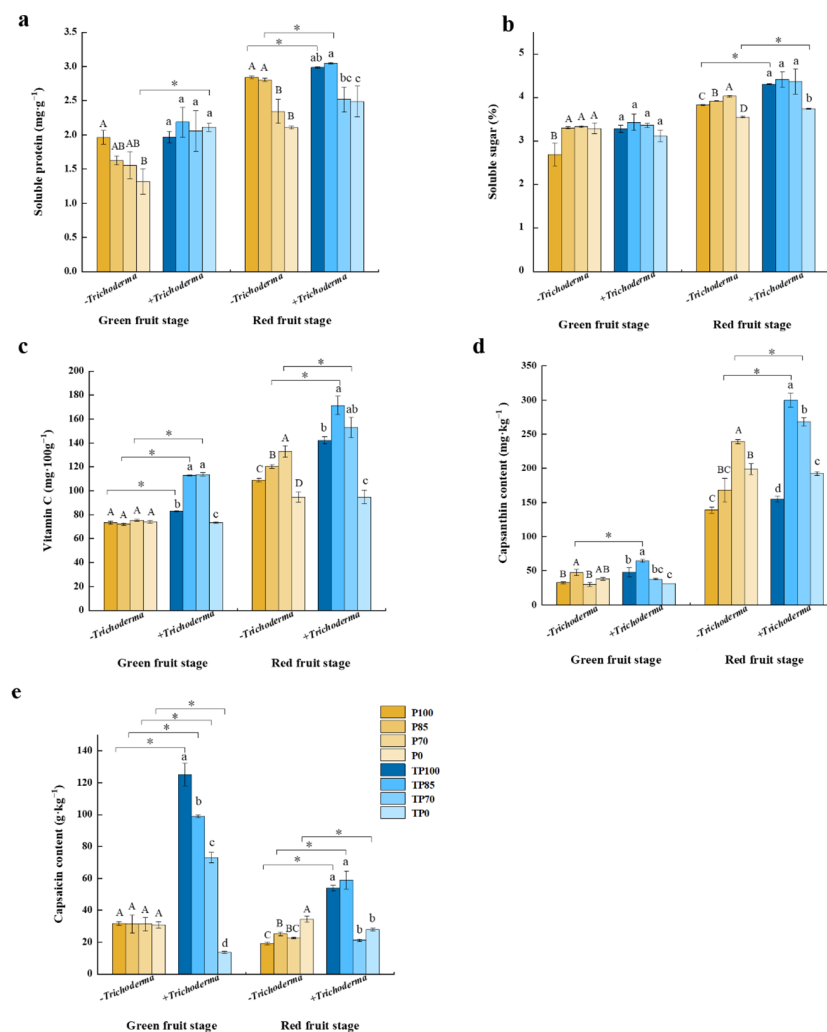 a
Soluble protein (mg·g⁻¹)
3.5
3.0
2.5
2.0
1.5
1.0
0.5
0.0
A AB AB B
a a a a
*
A A B B
ab a bc c
*
*
-Trichoderma +Trichoderma -Trichoderma +Trichoderma
Green fruit stage Red fruit stage
b
Soluble sugar (%)
5
4
3
2
1
0
B A A A
a a a a
C B A D
a a a b
*
*
-Trichoderma +Trichoderma -Trichoderma +Trichoderma
Green fruit stage Red fruit stage
c
Vitamin C (mg·100g⁻¹)
200
180
160
140
120
100
80
60
40
20
0
A A A A
b a a c
*
*
*
C B A D
b a ab c
*
*
-Trichoderma +Trichoderma -Trichoderma +Trichoderma
Green fruit stage Red fruit stage
d
Capsanthin content (mg·kg⁻¹)
350
300
250
200
150
100
50
0
B A B AB
b a bc c
*
C BC A B
d a b c
*
*
-Trichoderma +Trichoderma -Trichoderma +Trichoderma
Green fruit stage Red fruit stage
e
Capsaicin content (g·kg⁻¹)
140
120
100
80
60
40
20
0
A A A A
a b c d
*
*
*
*
C B BC A
a a b b
*
*
*
-Trichoderma +Trichoderma -Trichoderma +Trichoderma
Green fruit stage Red fruit stage
P100
P85
P70
P0
TP100
TP85
TP70
TP0